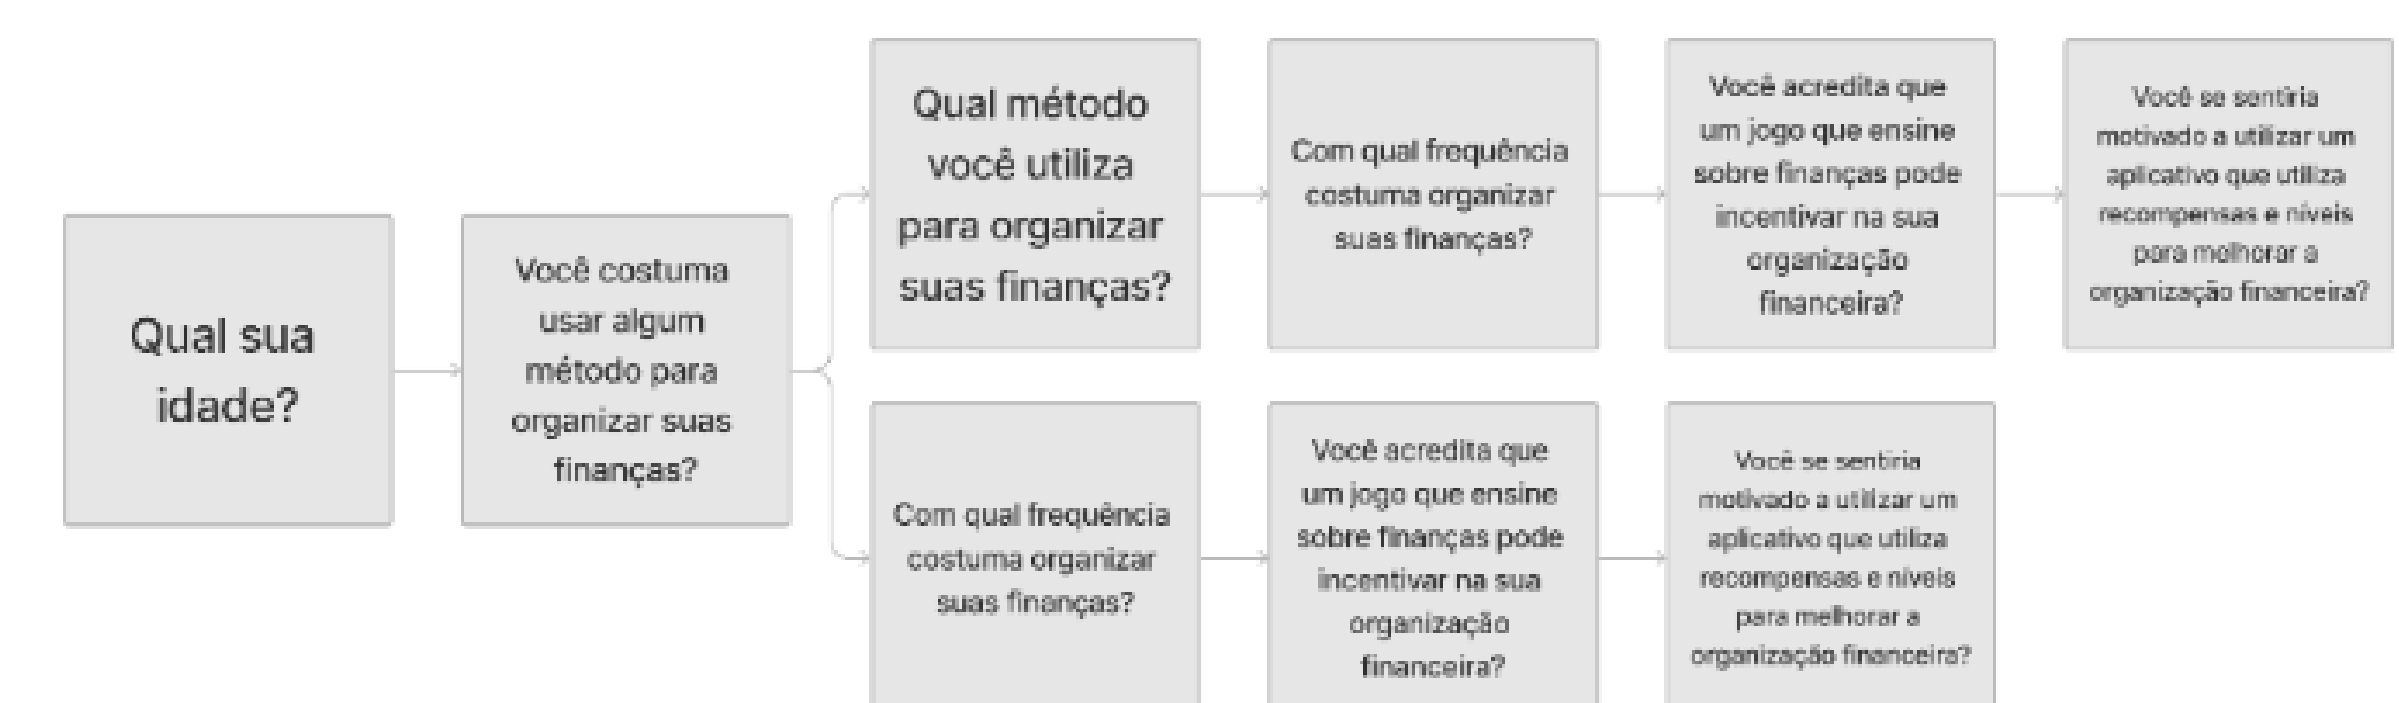 Qual sua
idade?
Você costuma
usar algum
método para
organizar suas
finanças?
Qual método
você utiliza
para organizar
suas finanças?
Com qual frequência
costuma organizar
suas finanças?
Você acredita que
um jogo que ensine
sobre finanças pode
incentivar na sua
organização
financeira?
Você se sentiria
motivado a utilizar um
aplicativo que utiliza
recompensas e níveis
para melhorar a
organização financeira?
Com qual frequência
costuma organizar
suas finanças?
Você acredita que
um jogo que ensine
sobre finanças pode
incentivar na sua
organização
financeira?
Você se sentiria
motivado a utilizar um
aplicativo que utiliza
recompensas e níveis
para melhorar a
organização financeira?